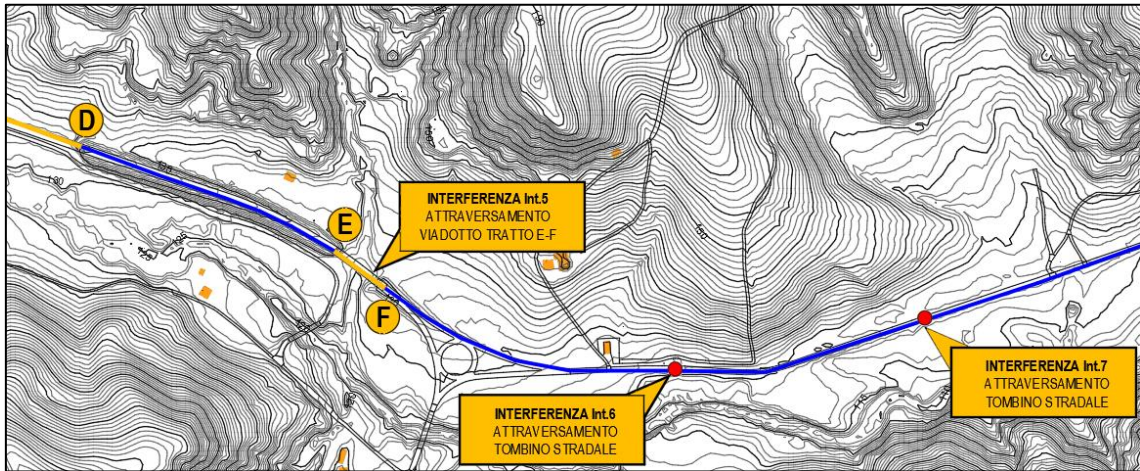 D
E
INTERFERENZA Int.5
ATTRAVERSAMENTO
VIADOTTO TRATTO E-F
F
INTERFERENZA Int.6
ATTRAVERSAMENTO
TOMBINO STRADALE
INTERFERENZA Int.7
ATTRAVERSAMENTO
TOMBINO STRADALE